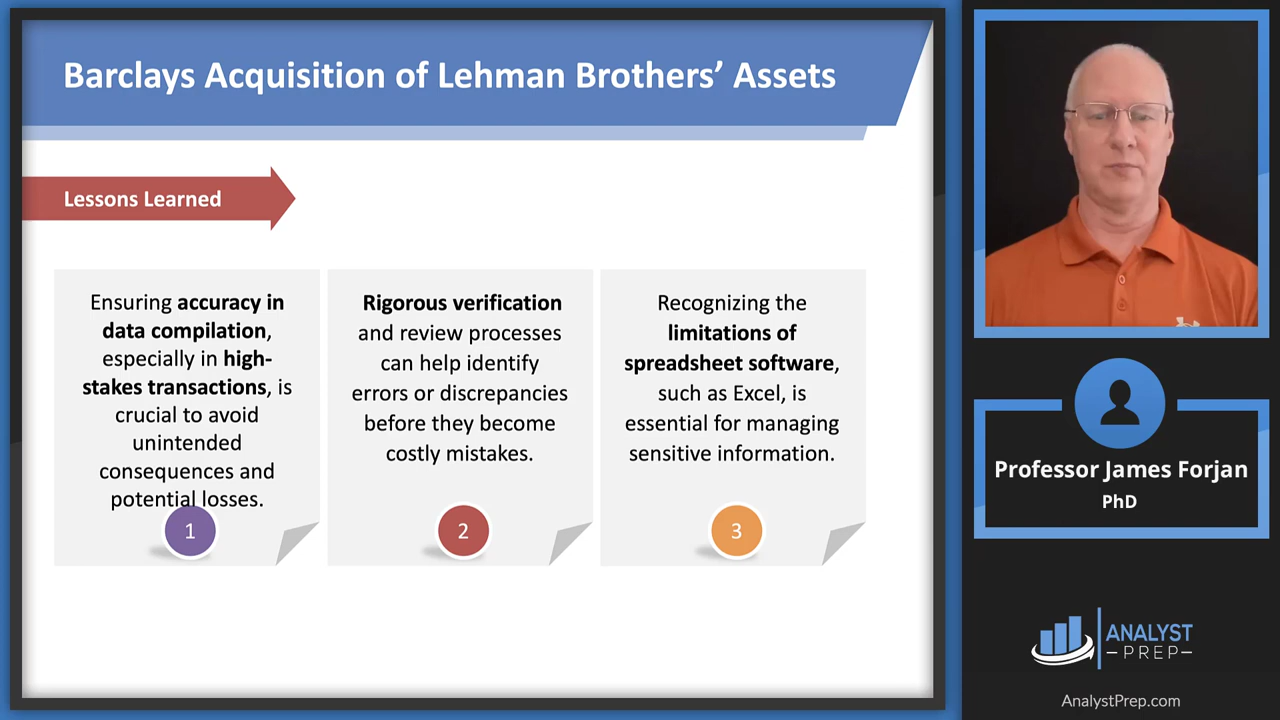 Barclays Acquisition of Lehman Brothers’ Assets
Lessons Learned
Ensuring accuracy in
data compilation,
especially in high-
stakes transactions, is
crucial to avoid
unintended
consequences and
potential losses.
1
Rigorous verification
and review processes
can help identify
errors or discrepancies
before they become
costly mistakes.
2
Recognizing the
limitations of
spreadsheet software,
such as Excel, is
essential for managing
sensitive information.
3
Professor James Forjan
PhD
ANALYST
PREP
AnalystPrep.com